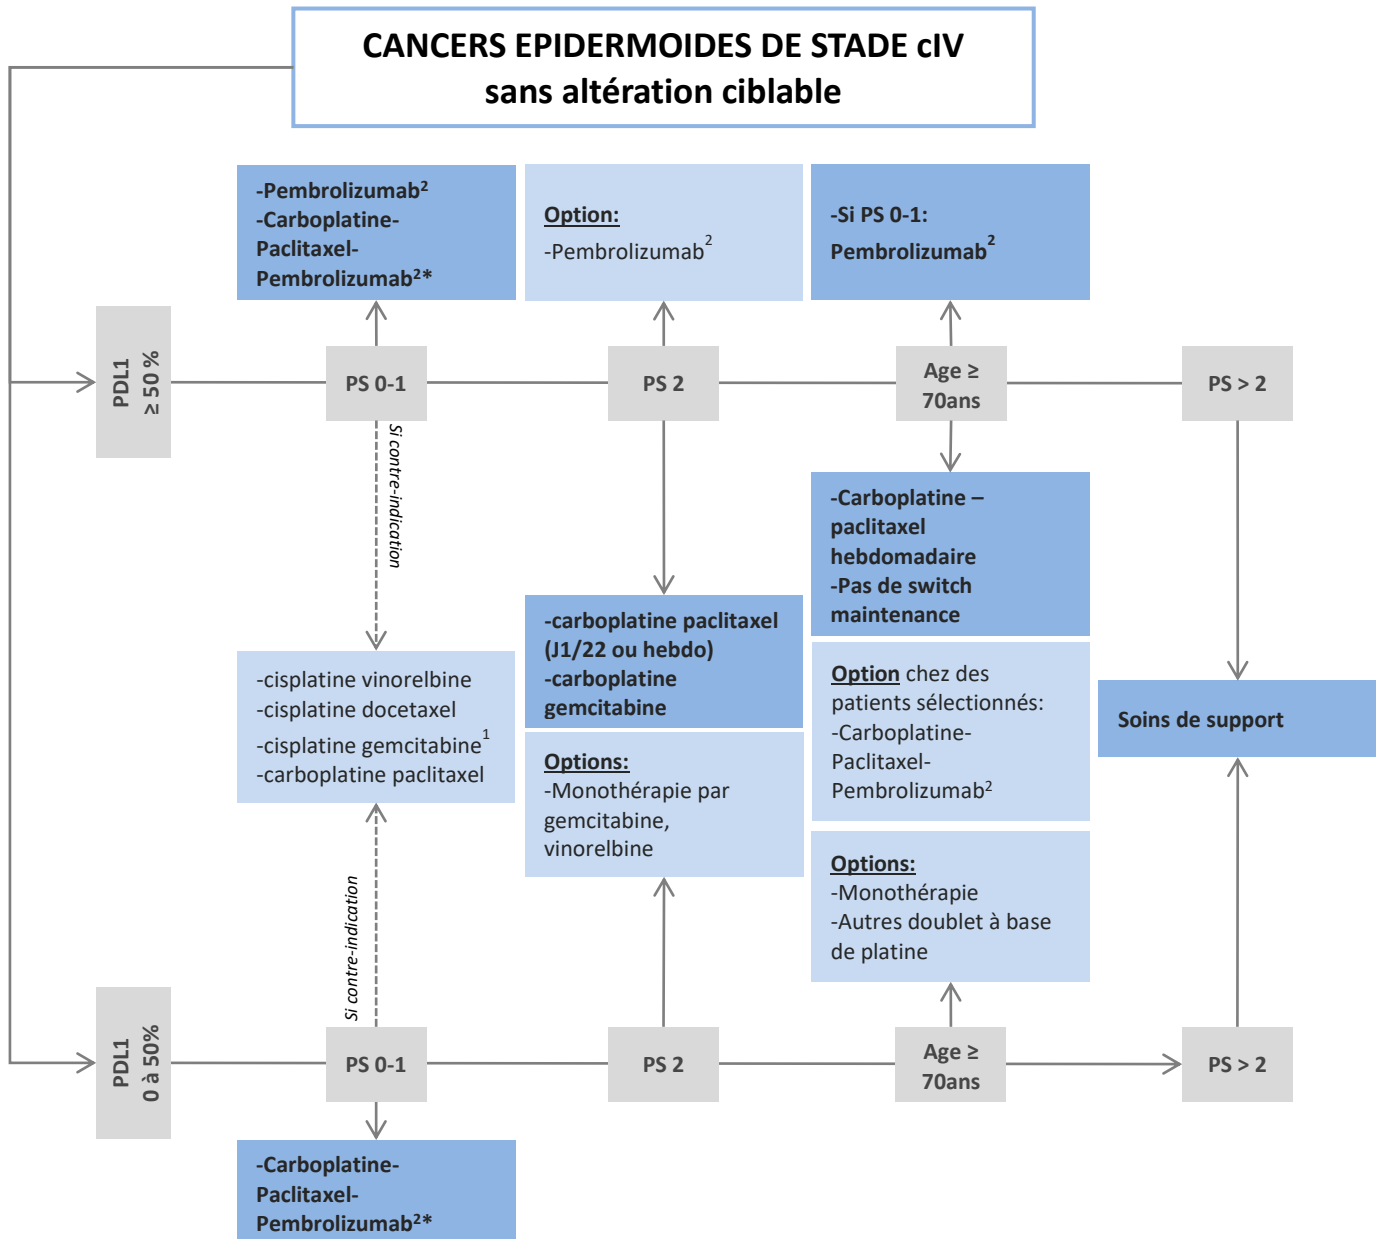 CANCERS EPIDERMOIDES DE STADE cIV
sans altération ciblable
-Pembrolizumab²
-Carboplatine-
Paclitaxel-
Pembrolizumab²*
Option:
-Pembrolizumab²
-Si PS 0-1:
Pembrolizumab²
PDL1
≥ 50 %
PS 0-1
PS 2
Age ≥
70ans
PS > 2
Si contre-indication
-Carboplatine –
paclitaxel
hebdomadaire
-Pas de switch
maintenance
-carboplatine paclitaxel
(J1/22 ou hebdo)
-carboplatine
gemcitabine
-cisplatine vinorelbine
-cisplatine docetaxel
-cisplatine gemcitabine¹
-carboplatine paclitaxel
Option chez des
patients sélectionnés:
-Carboplatine-
Paclitaxel-
Pembrolizumab²
Soins de support
Options:
-Monothérapie par
gemcitabine,
vinorelbine
Options:
-Monothérapie
-Autres doublet à base
de platine
Si contre-indication
PDL1
0 à 50%
PS 0-1
PS 2
Age ≥
70ans
PS > 2
-Carboplatine-
Paclitaxel-
Pembrolizumab²*